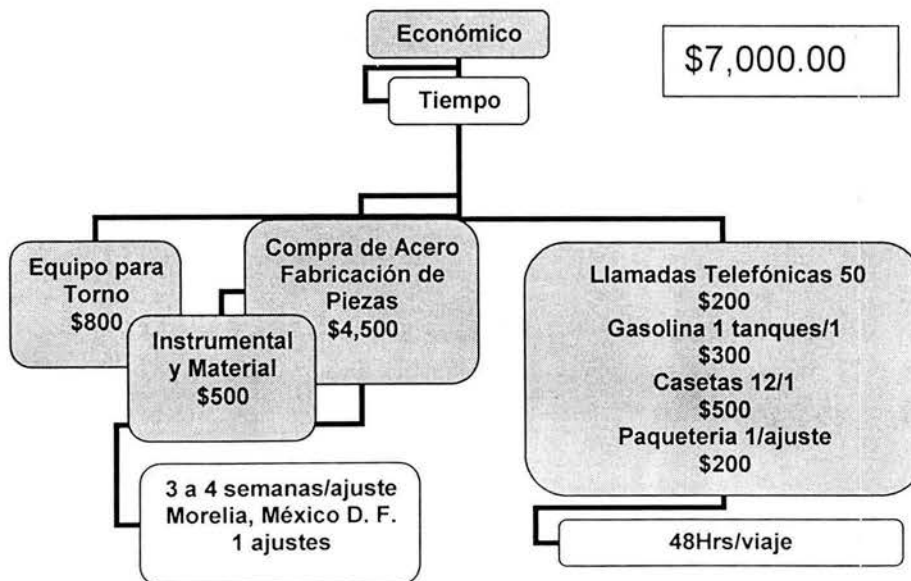 Económico
$7,000.00
Tiempo
Equipo para
Torno
$800
Compra de Acero
Fabricación de
Piezas
$4,500
Instrumental
y Material
$500
Llamadas Telefónicas 50
$200
Gasolina 1 tanques/1
$300
Casetas 12/1
$500
Paqueteria 1/ajuste
$200
3 a 4 semanas/ajuste
Morelia, México D. F.
1 ajustes
48Hrs/viaje